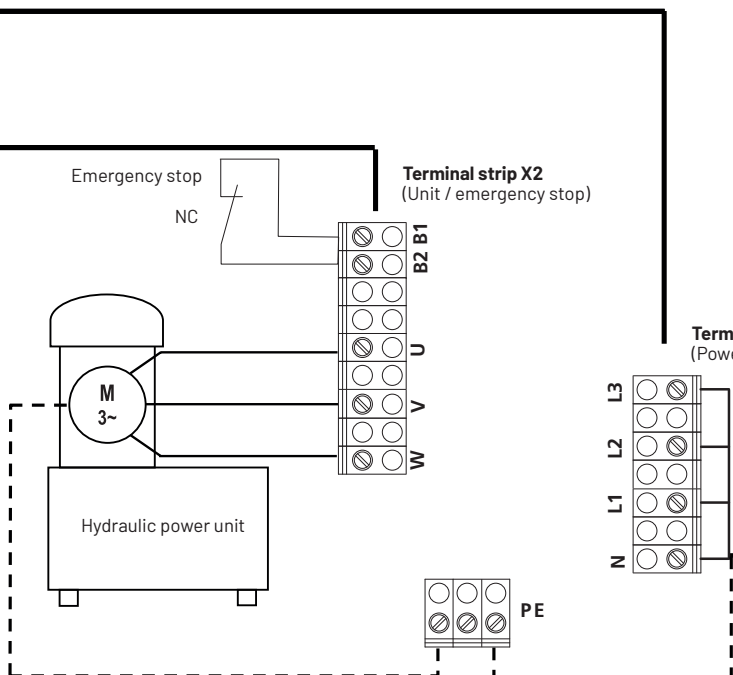 Emergency stop
NC
Terminal strip X2
(Unit / emergency stop)
B1
B2
U
V
W
M
3~
Hydraulic power unit
L3
L2
L1
N
PE